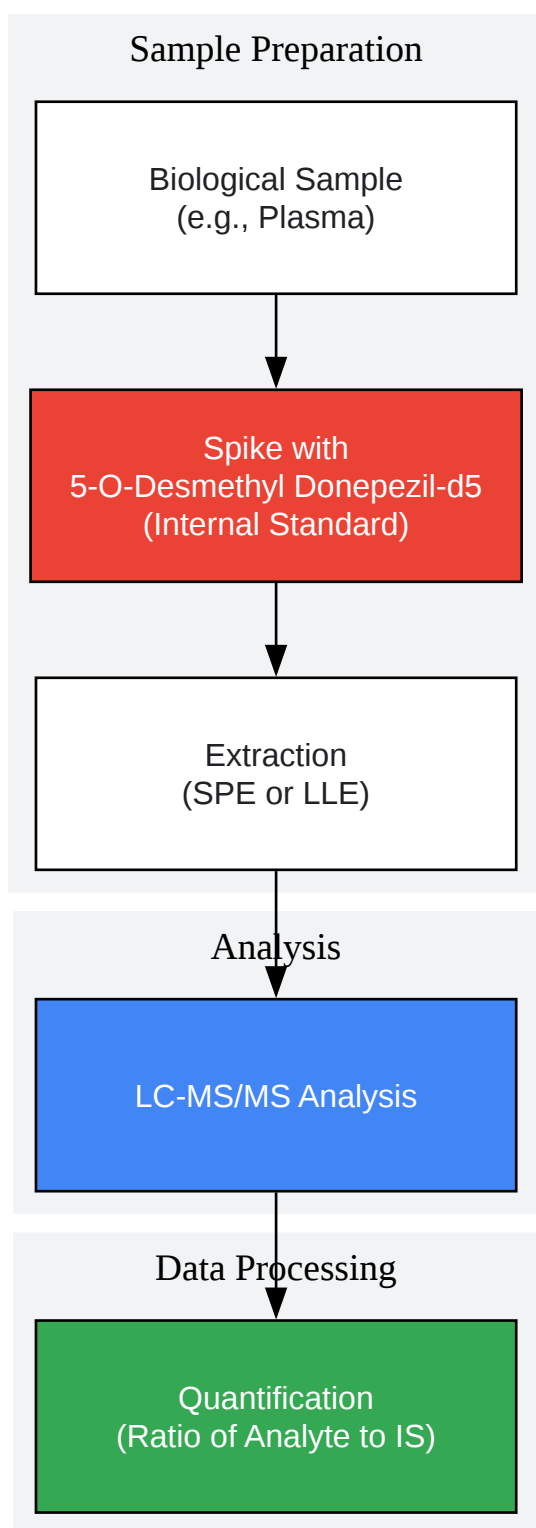 Sample Preparation
Biological Sample
(e.g., Plasma)
Spike with
5-O-Desmethyl Donepezil-d5
(Internal Standard)
Extraction
(SPE or LLE)
Analysis
LC-MS/MS Analysis
Data Processing
Quantification
(Ratio of Analyte to IS)